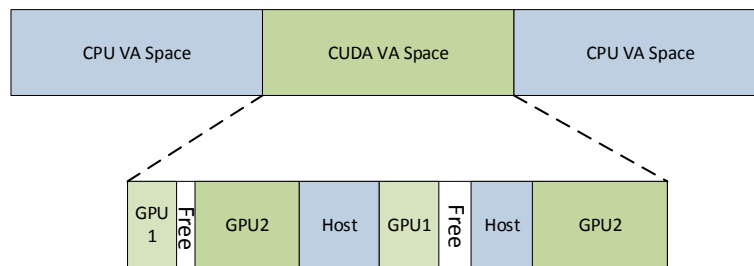 CPU VA Space
CUDA VA Space
CPU VA Space
GPU
1
Free
GPU2
Host
GPU1
Free
Host
GPU2